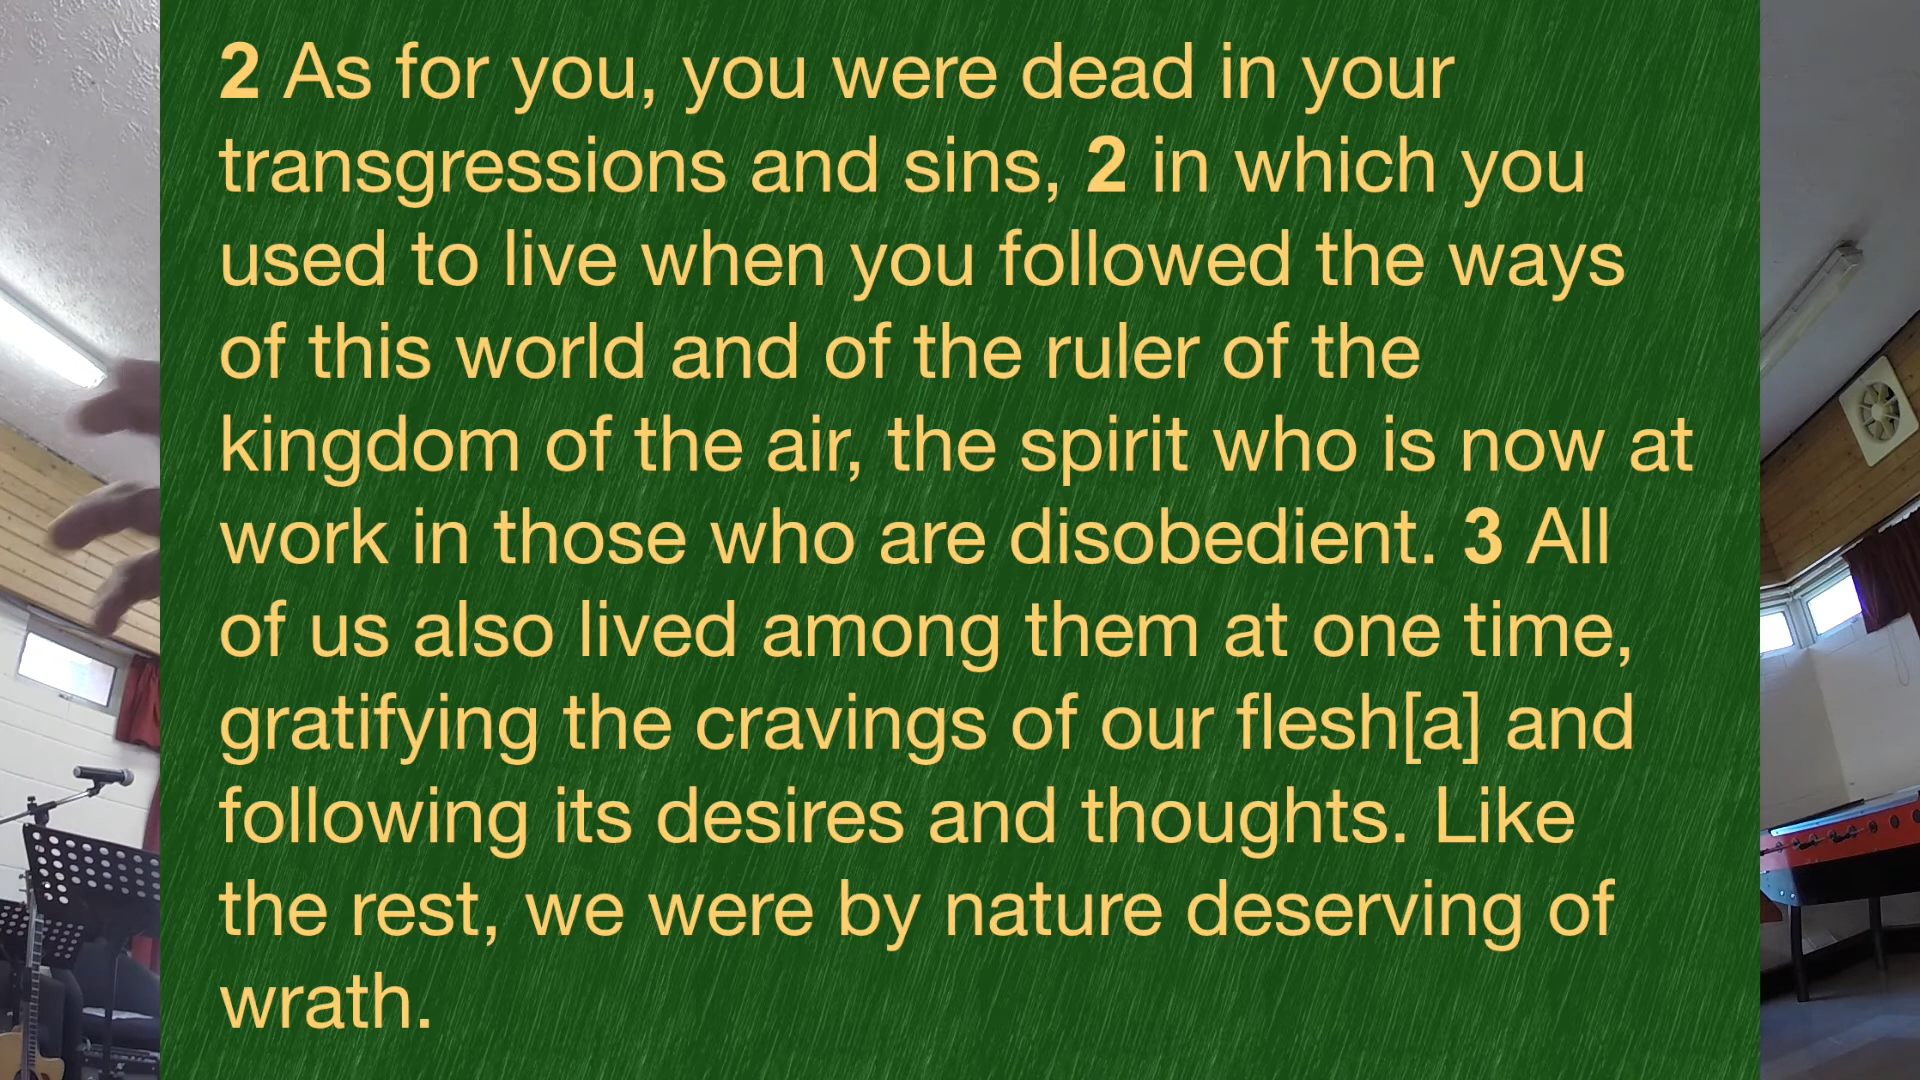 2 As for you, you were dead in your
transgressions and sins, 2 in which you
used to live when you followed the ways
of this world and of the ruler of the
kingdom of the air, the spirit who is now at
work in those who are disobedient. 3 All
of us also lived among them at one time,
gratifying the cravings of our flesh[a] and
following its desires and thoughts. Like
the rest, we were by nature deserving of
wrath.